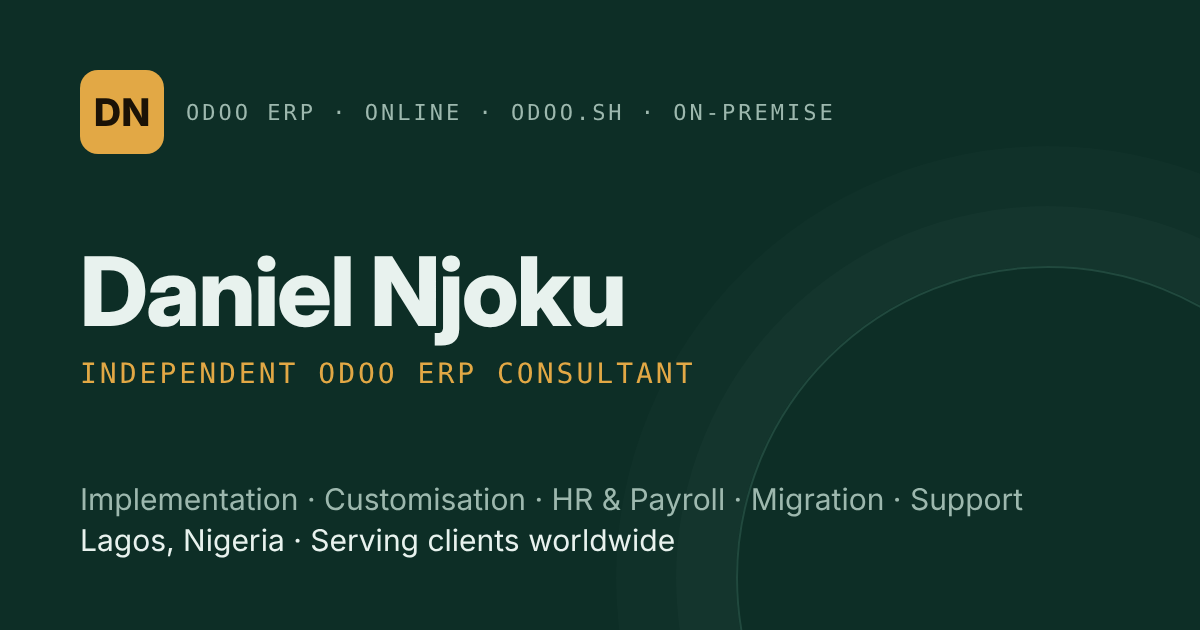 DN
ODOO ERP · ONLINE · ODOO.SH · ON-PREMISE
Daniel Njoku
INDEPENDENT ODOO ERP CONSULTANT
Implementation · Customisation · HR & Payroll · Migration · Support
Lagos, Nigeria · Serving clients worldwide